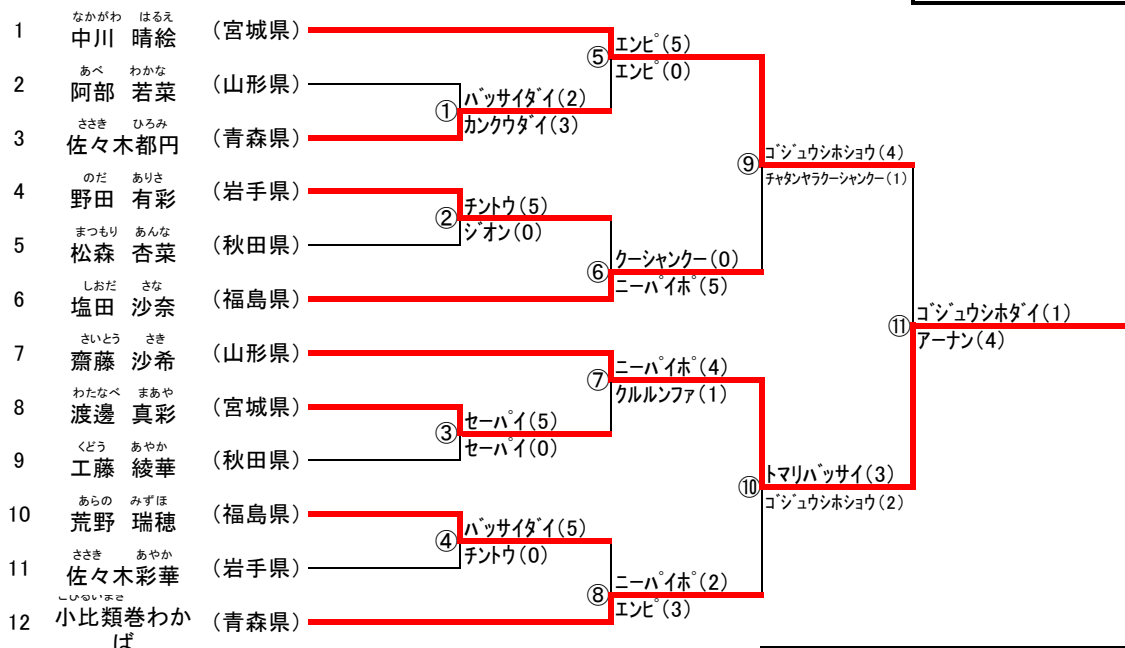 なかがわ はるえ
1 中川 晴絵 (宮城県)
あべ わかな
2 阿部 若菜 (山形県)
ささき ひろみ
3 佐々木都円 (青森県)
のだ ありさ
4 野田 有彩 (岩手県)
まつもり あんな
5 松森 杏菜 (秋田県)
しおだ さな
6 塩田 沙奈 (福島県)
さいとう さき
7 齋藤 沙希 (山形県)
わたなべ まあや
8 渡邊 真彩 (宮城県)
くどう あやか
9 工藤 綾華 (秋田県)
あらの みずほ
10 荒野 瑞穂 (福島県)
ささき あやか
11 佐々木彩華 (岩手県)
こひるいまき
12 小比類巻わか (青森県)
ば
① バッサイダイ(2)
カンクウダイ(3)
② チントウ(5)
ジオン(0)
③ セーパイ(5)
セーパイ(0)
④ バッサイダイ(5)
チントウ(0)
⑤ エンピ(5)
エンピ(0)
⑥ クーシャンクー(0)
ニーパイポ(5)
⑦ ニーパイポ(4)
クルルンファ(1)
⑧ ニーパイポ(2)
エンピ(3)
⑨ ゴジュウシホショウ(4)
チャタンヤラクーシャンクー(1)
⑩ トマリバッサイ(3)
ゴジュウシホショウ(2)
⑪ ゴジュウシホダイ(1)
アーナン(4)